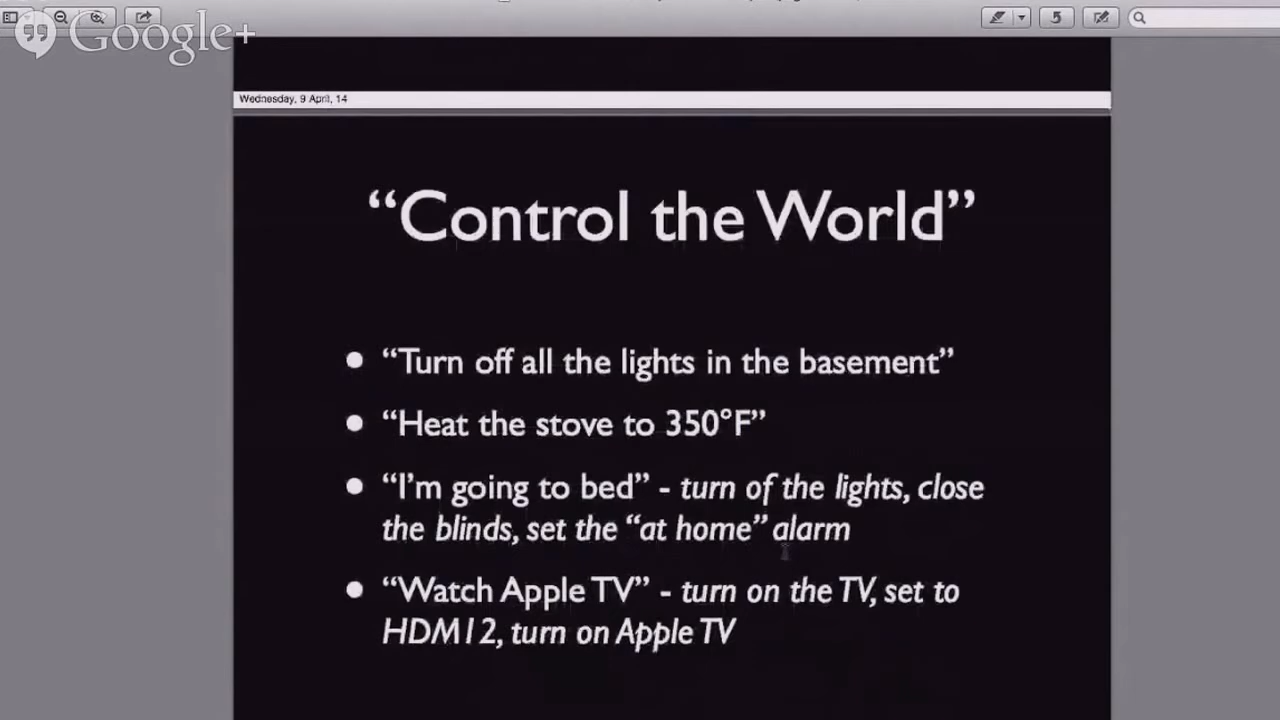 Google+
Wednesday, 9 April, 14
“Control the World”
“Turn off all the lights in the basement”
“Heat the stove to 350°F”
“I’m going to bed” - turn of the lights, close
the blinds, set the “at home” alarm
“Watch Apple TV” - turn on the TV, set to
HDMI2, turn on Apple TV